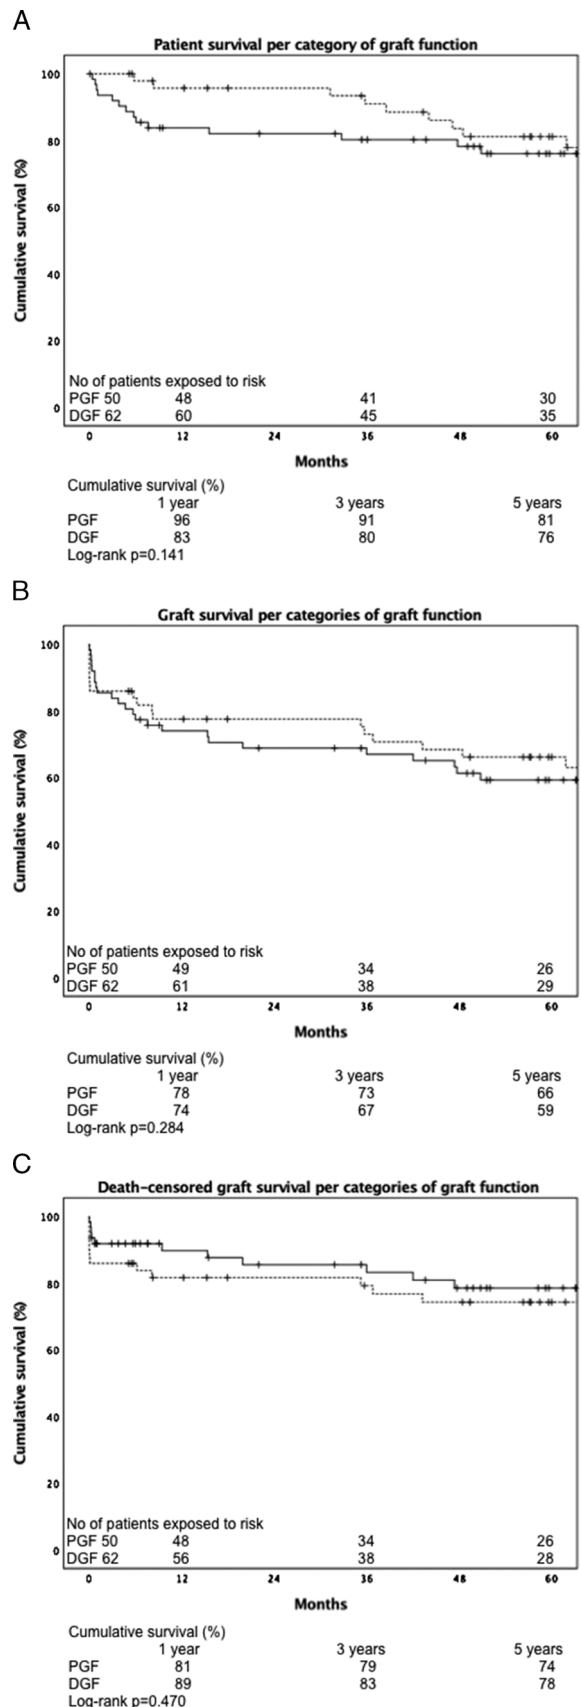 A
Patient survival per category of graft function
Cumulative survival (%)
100
80
60
40
20
0
No of patients exposed to risk
PGF 50 48 41 30
DGF 62 60 45 35
0 12 24 36 48 60
Months
Cumulative survival (%)
1 year 3 years 5 years
PGF 96 91 81
DGF 83 80 76
Log-rank p=0.141
B
Graft survival per categories of graft function
Cumulative survival (%)
100
80
60
40
20
0
No of patients exposed to risk
PGF 50 49 34 26
DGF 62 61 38 29
0 12 24 36 48 60
Months
Cumulative survival (%)
1 year 3 years 5 years
PGF 78 73 66
DGF 74 67 59
Log-rank p=0.284
C
Death-censored graft survival per categories of graft function
Cumulative survival (%)
100
80
60
40
20
0
No of patients exposed to risk
PGF 50 48 34 26
DGF 62 56 38 28
0 12 24 36 48 60
Months
Cumulative survival (%)
1 year 3 years 5 years
PGF 81 79 74
DGF 89 83 78
Log-rank p=0.470